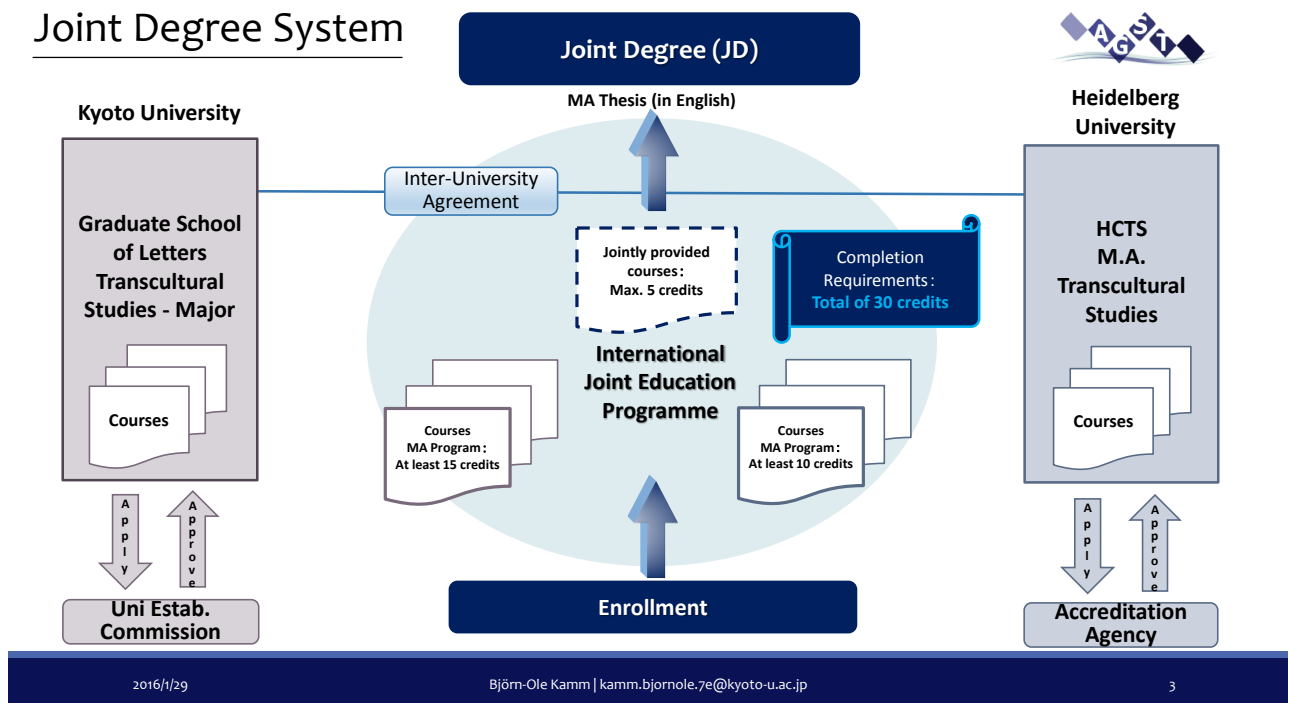 Joint Degree System
Joint Degree (JD)
AGST
MA Thesis (in English)
Kyoto University
Heidelberg
University
Inter-University
Agreement
Graduate School
of Letters
Transcultural
Studies - Major
Courses
Jointly provided
courses:
Max. 5 credits
Completion
Requirements:
Total of 30 credits
HCTS
M.A.
Transcultural
Studies
Courses
International
Joint Education
Programme
Courses
MA Program:
At least 15 credits
Courses
MA Program:
At least 10 credits
Apply
Approve
Apply
Approve
Uni Estab.
Commission
Enrollment
Accreditation
Agency
2016/1/29
Björn-Ole Kamm | kamm.bjornole.7e@kyoto-u.ac.jp
3